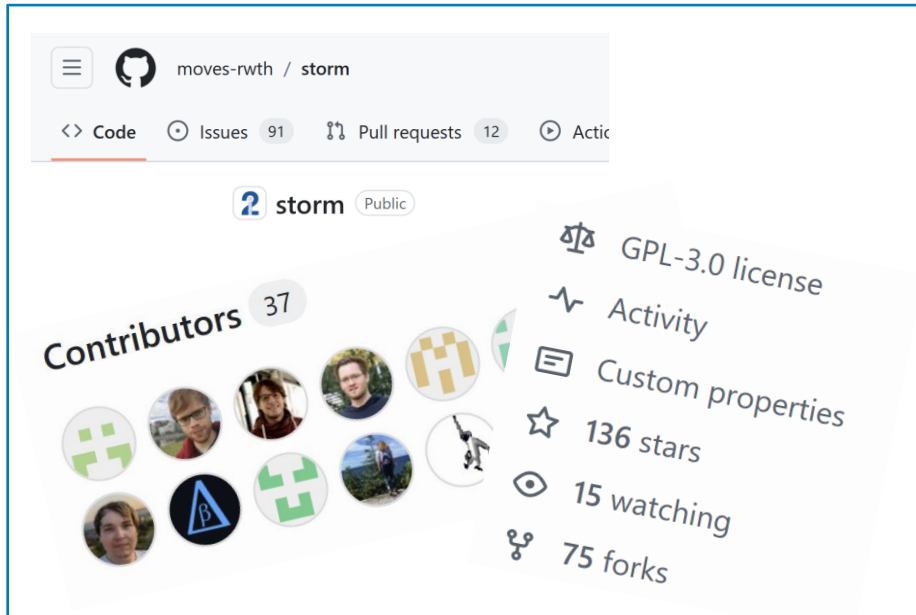 moves-rwth / storm
Code Issues 91 Pull requests 12
storm Public
Contributors 37
β
GPL-3.0 license
Activity
Custom properties
136 stars
15 watching
75 forks